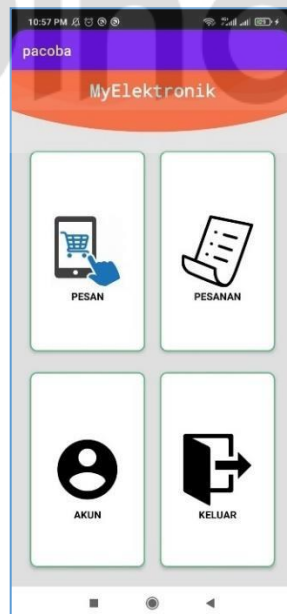 10:57 PM
pacoba
MyElektronik
PESAN
PESANAN
AKUN
KELUAR